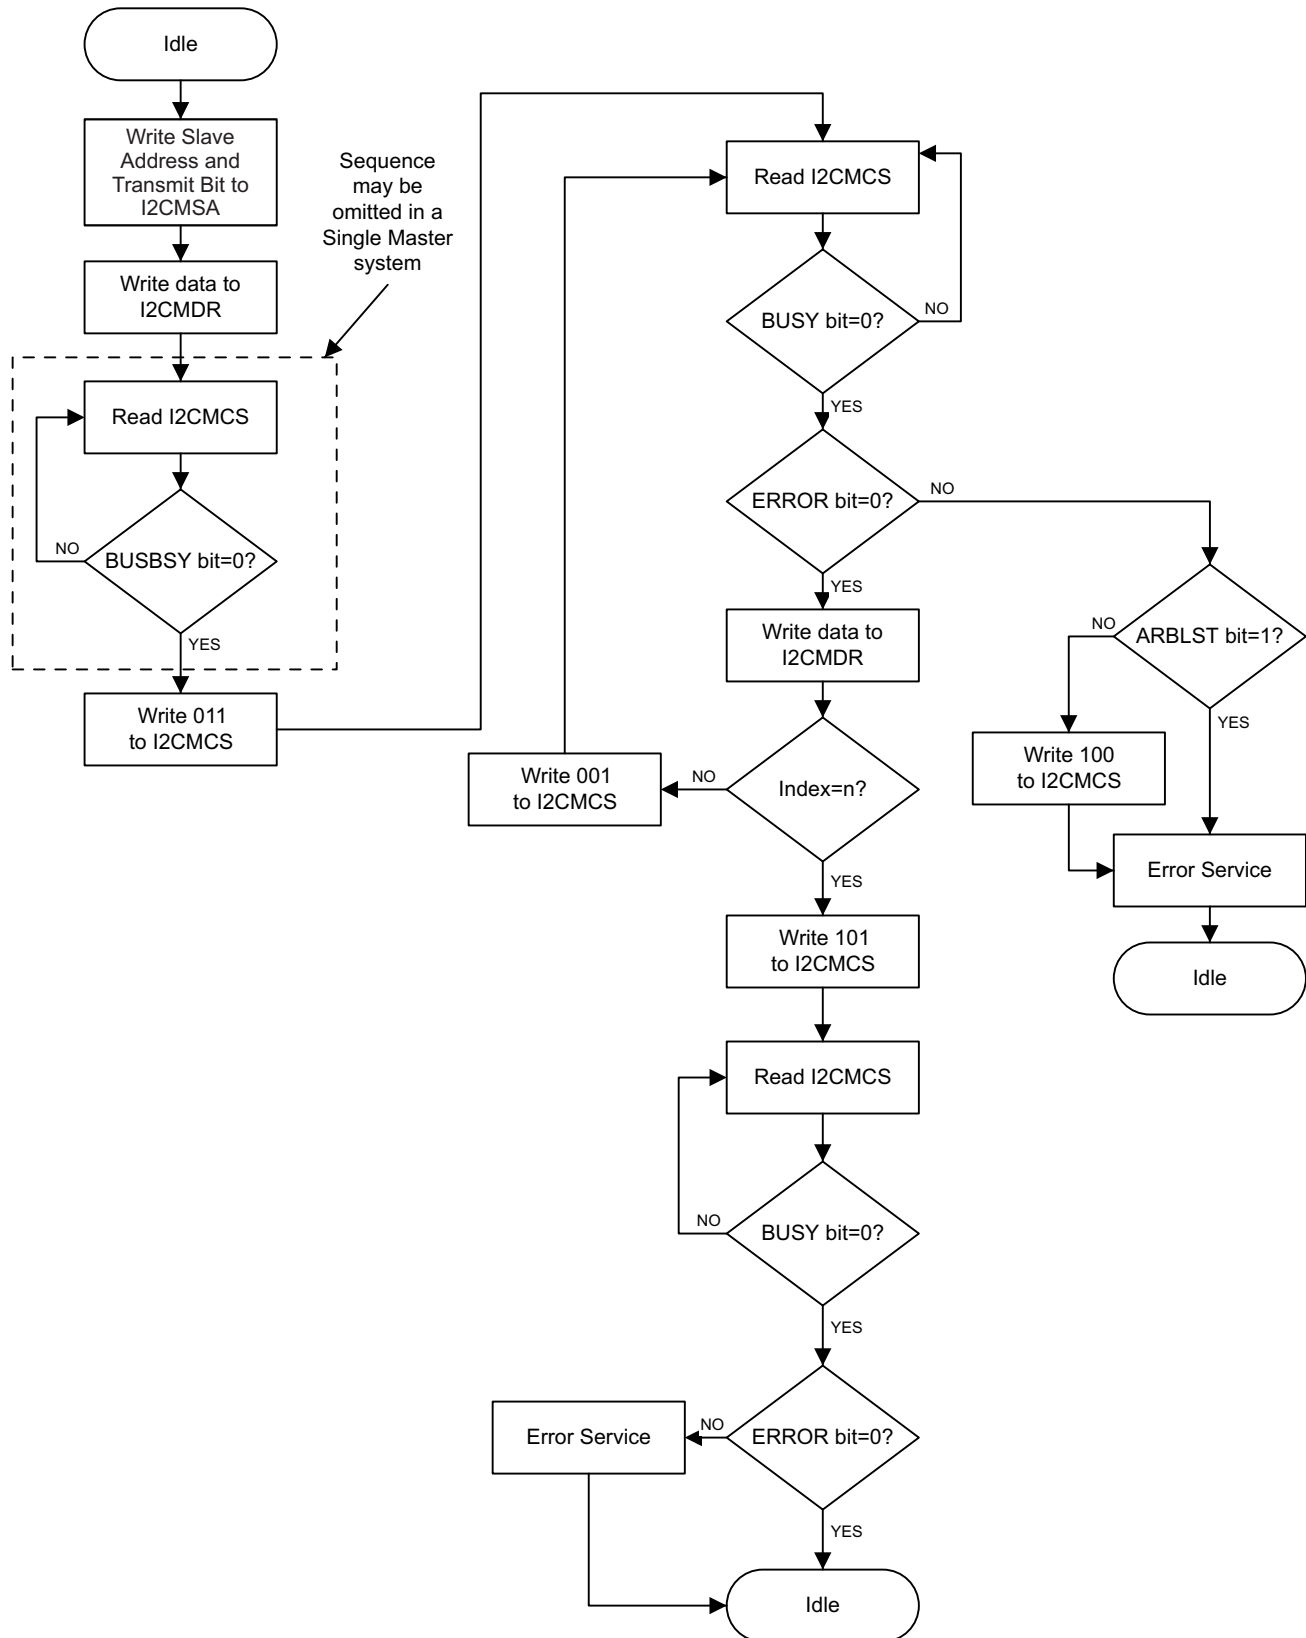 Idle
Write Slave
Address and
Transmit Bit to
I2CMSA
Write data to
I2CMDR
Sequence
may be
omitted in a
Single Master
system
Read I2CMCS
BUSBSY bit=0?
NO
YES
Write 011
to I2CMCS
Read I2CMCS
BUSY bit=0?
NO
YES
ERROR bit=0?
NO
YES
Write data to
I2CMDR
Index=n?
NO
Write 001
to I2CMCS
YES
ARBLST bit=1?
NO
YES
Write 100
to I2CMCS
Error Service
Idle
Write 101
to I2CMCS
Read I2CMCS
BUSY bit=0?
NO
YES
ERROR bit=0?
NO
Error Service
YES
Idle